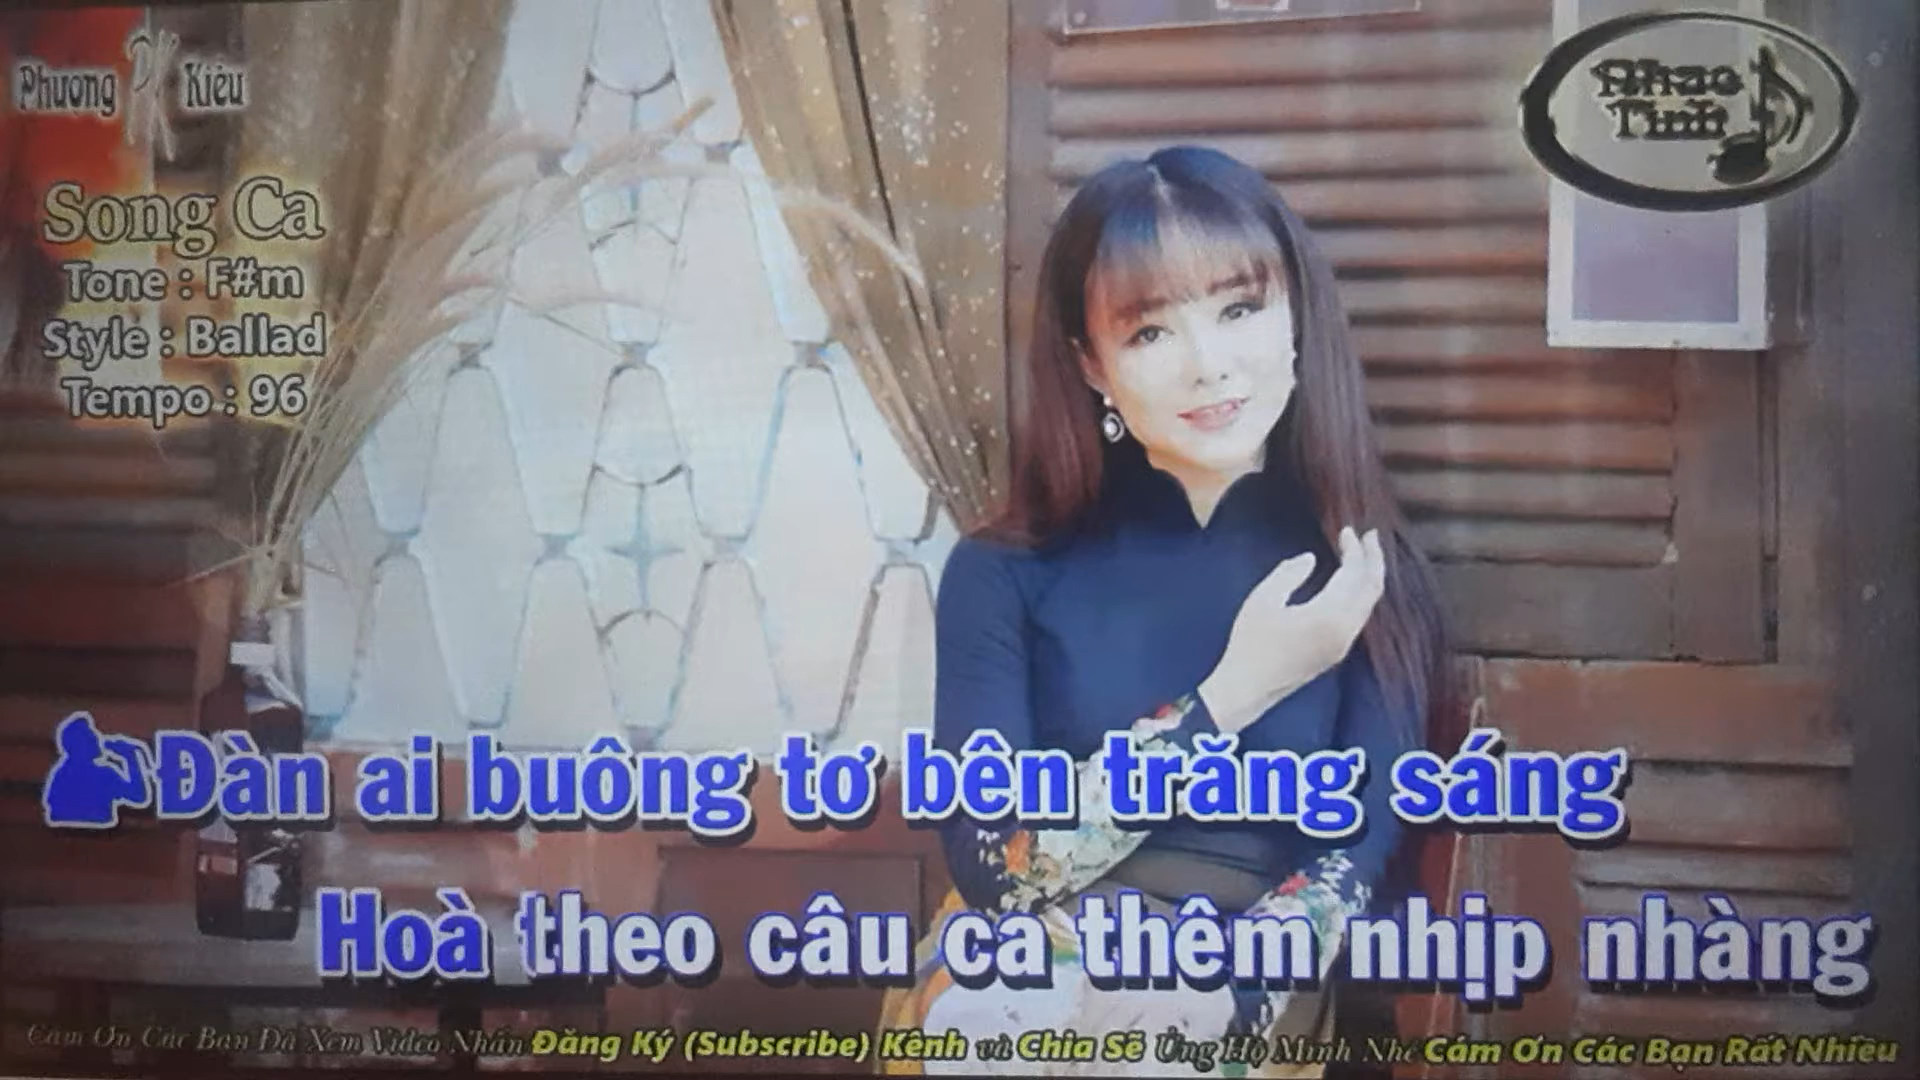 Phượng PK Kiều
Nhạc
Tình
Song Ca
Tone : F#m
Style : Ballad
Tempo : 96
Đàn ai buông tơ bên trăng sáng
Hoà theo câu ca thêm nhịp nhàng
Cám Ơn Các Bạn Đã Xem Video Nhấn Đăng Ký (Subscribe) Kênh và Chia Sẽ Ủng Hộ Mình Nhé Cám Ơn Các Bạn Rất Nhiều